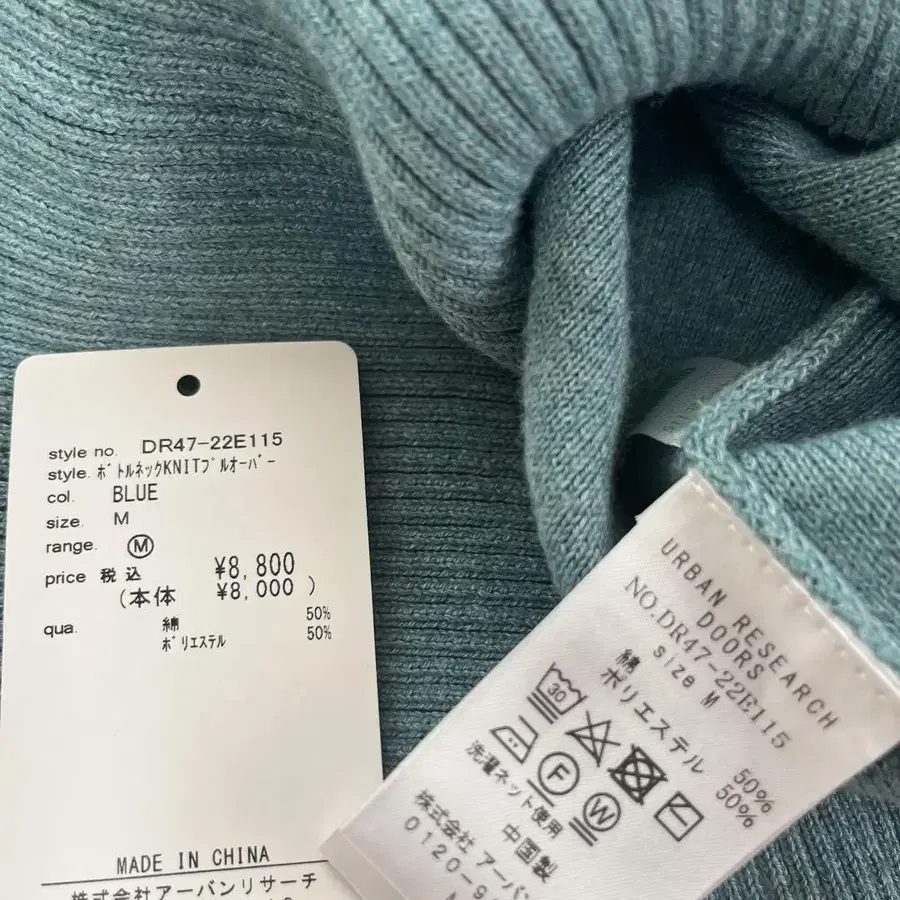 style no. DR47-22E115
style. ﾎﾞﾄﾙﾈｯｸKNITﾌﾟﾙｵｰﾊﾞｰ
col. BLUE
size. M
range. Ⓜ
price 税込 ¥8,800
(本体 ¥8,000 )
qua. 綿 50%
ﾎﾟﾘｴｽﾃﾙ 50%
MADE IN CHINA
株式会社アーバンリサーチ
URBAN RESEARCH
DOORS
NO.DR47-22E115
size M
綿 50%
ポリエステル 50%
30
F
W
洗濯ネット使用
中国製
株式会社アーバン
0120-9